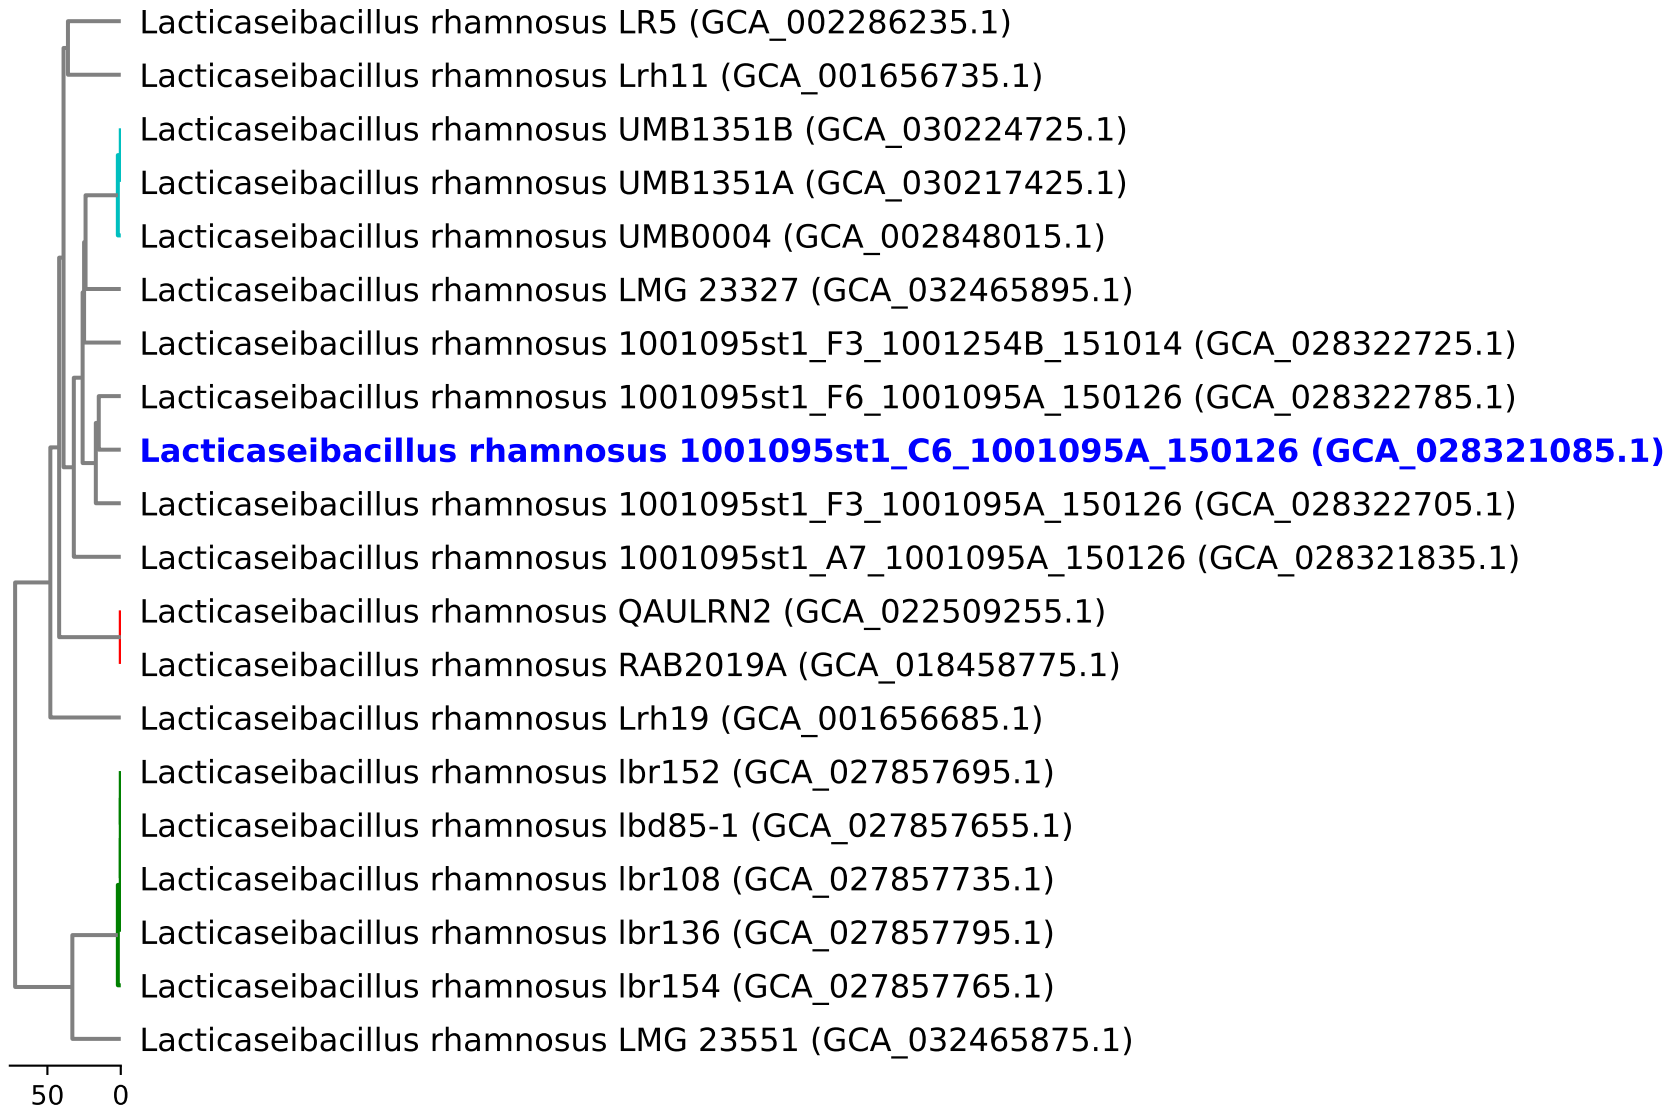 Lacticaseibacillus rhamnosus LR5 (GCA_002286235.1)
Lacticaseibacillus rhamnosus Lrh11 (GCA_001656735.1)
Lacticaseibacillus rhamnosus UMB1351B (GCA_030224725.1)
Lacticaseibacillus rhamnosus UMB1351A (GCA_030217425.1)
Lacticaseibacillus rhamnosus UMB0004 (GCA_002848015.1)
Lacticaseibacillus rhamnosus LMG 23327 (GCA_032465895.1)
Lacticaseibacillus rhamnosus 1001095st1_F3_1001254B_151014 (GCA_028322725.1)
Lacticaseibacillus rhamnosus 1001095st1_F6_1001095A_150126 (GCA_028322785.1)
Lacticaseibacillus rhamnosus 1001095st1_C6_1001095A_150126 (GCA_028321085.1)
Lacticaseibacillus rhamnosus 1001095st1_F3_1001095A_150126 (GCA_028322705.1)
Lacticaseibacillus rhamnosus 1001095st1_A7_1001095A_150126 (GCA_028321835.1)
Lacticaseibacillus rhamnosus QAULRN2 (GCA_022509255.1)
Lacticaseibacillus rhamnosus RAB2019A (GCA_018458775.1)
Lacticaseibacillus rhamnosus Lrh19 (GCA_001656685.1)
Lacticaseibacillus rhamnosus lbr152 (GCA_027857695.1)
Lacticaseibacillus rhamnosus lbd85-1 (GCA_027857655.1)
Lacticaseibacillus rhamnosus lbr108 (GCA_027857735.1)
Lacticaseibacillus rhamnosus lbr136 (GCA_027857795.1)
Lacticaseibacillus rhamnosus lbr154 (GCA_027857765.1)
Lacticaseibacillus rhamnosus LMG 23551 (GCA_032465875.1)
50 0